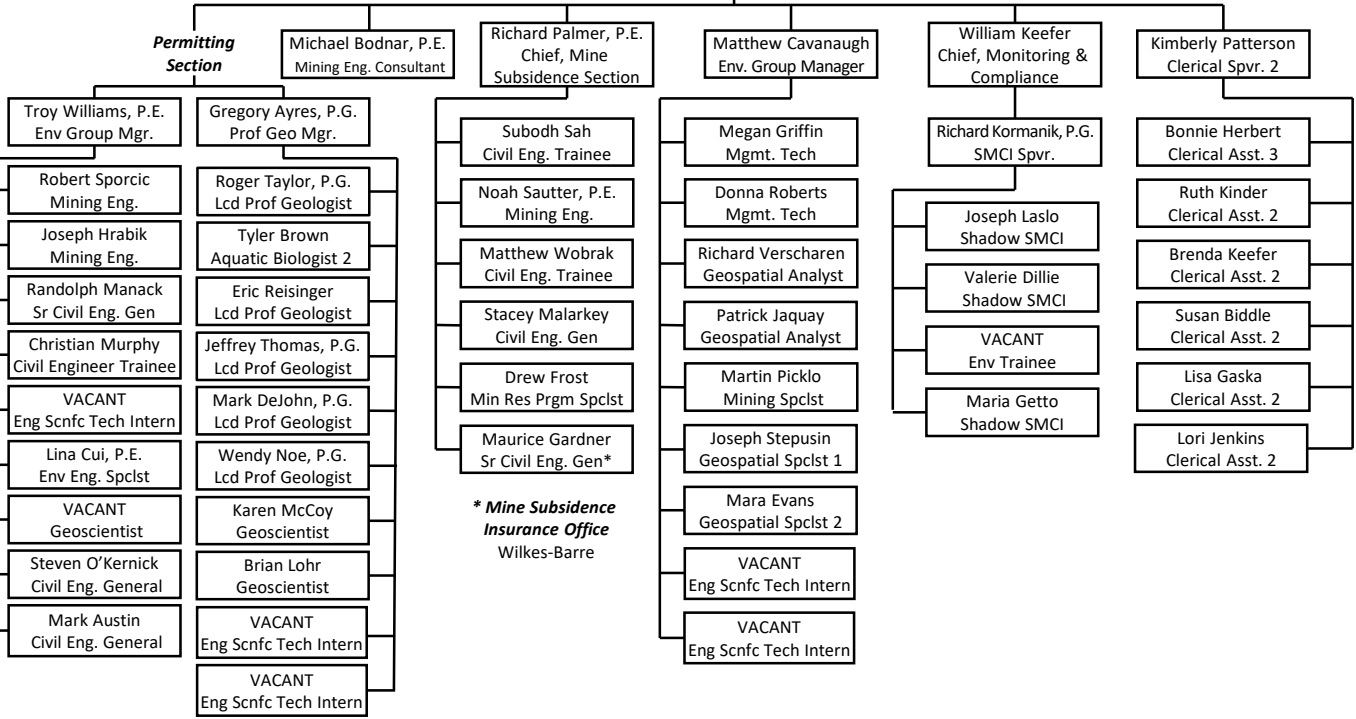 Permitting
Section
Michael Bodnar, P.E.
Mining Eng. Consultant
Richard Palmer, P.E.
Chief, Mine
Subsidence Section
Matthew Cavanaugh
Env. Group Manager
William Keefer
Chief, Monitoring &
Compliance
Kimberly Patterson
Clerical Spvr. 2
Troy Williams, P.E.
Env Group Mgr.
Robert Sporcic
Mining Eng.
Joseph Hrabik
Mining Eng.
Randolph Manack
Sr Civil Eng. Gen
Christian Murphy
Civil Engineer Trainee
VACANT
Eng Scnfc Tech Intern
Lina Cui, P.E.
Env Eng. Spclst
VACANT
Geoscientist
Steven O’Kernick
Civil Eng. General
Mark Austin
Civil Eng. General
Gregory Ayres, P.G.
Prof Geo Mgr.
Roger Taylor, P.G.
Lcd Prof Geologist
Tyler Brown
Aquatic Biologist 2
Eric Reisinger
Lcd Prof Geologist
Jeffrey Thomas, P.G.
Lcd Prof Geologist
Mark DeJohn, P.G.
Lcd Prof Geologist
Wendy Noe, P.G.
Lcd Prof Geologist
Karen McCoy
Geoscientist
Brian Lohr
Geoscientist
VACANT
Eng Scnfc Tech Intern
VACANT
Eng Scnfc Tech Intern
Subodh Sah
Civil Eng. Trainee
Noah Sautter, P.E.
Mining Eng.
Matthew Wobrak
Civil Eng. Trainee
Stacey Malarkey
Civil Eng. Gen
Drew Frost
Min Res Prgm Spclst
Maurice Gardner
Sr Civil Eng. Gen*
* Mine Subsidence
Insurance Office
Wilkes-Barre
Megan Griffin
Mgmt. Tech
Donna Roberts
Mgmt. Tech
Richard Verscharen
Geospatial Analyst
Patrick Jaquay
Geospatial Analyst
Martin Picklo
Mining Spclst
Joseph Stepusin
Geospatial Spclst 1
Mara Evans
Geospatial Spclst 2
VACANT
Eng Scnfc Tech Intern
VACANT
Eng Scnfc Tech Intern
Richard Kormanik, P.G.
SMCI Spvr.
Joseph Laslo
Shadow SMCI
Valerie Dillie
Shadow SMCI
VACANT
Env Trainee
Maria Getto
Shadow SMCI
Bonnie Herbert
Clerical Asst. 3
Ruth Kinder
Clerical Asst. 2
Brenda Keefer
Clerical Asst. 2
Susan Biddle
Clerical Asst. 2
Lisa Gaska
Clerical Asst. 2
Lori Jenkins
Clerical Asst. 2